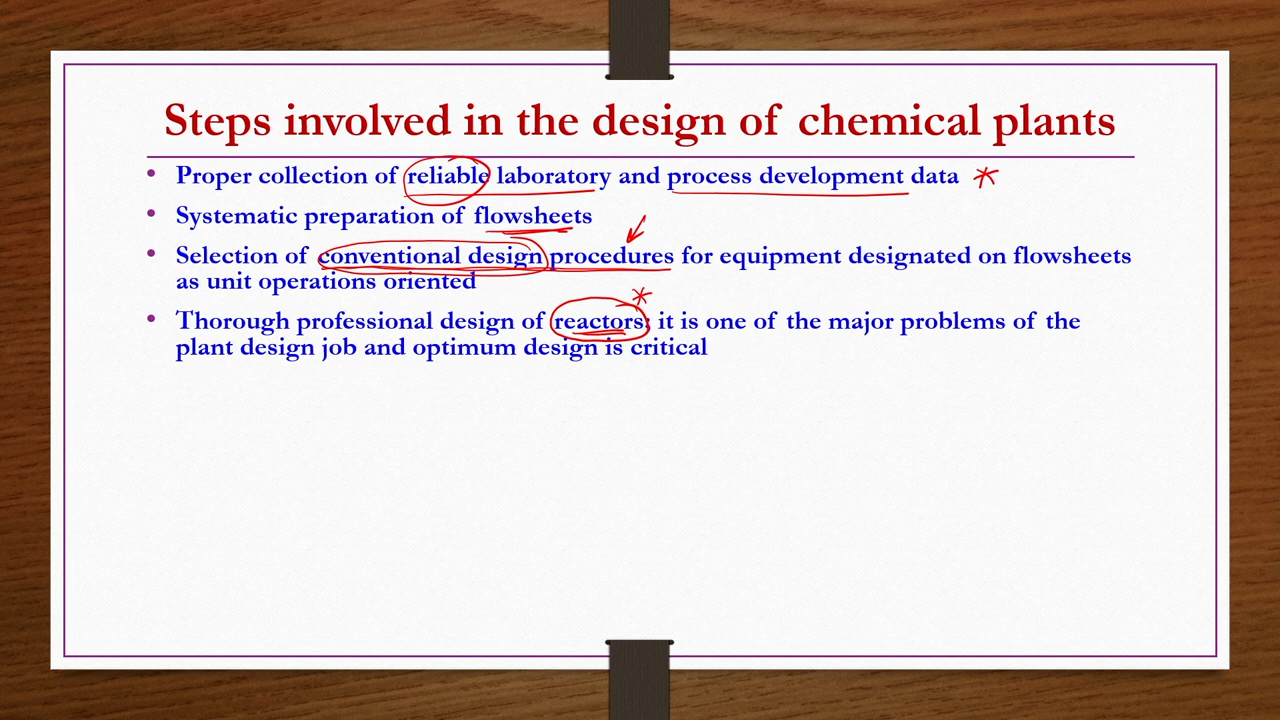 Steps involved in the design of chemical plants
• Proper collection of reliable laboratory and process development data *
• Systematic preparation of flowsheets
• Selection of conventional design procedures for equipment designated on flowsheets
as unit operations oriented
• Thorough professional design of reactors; it is one of the major problems of the
plant design job and optimum design is critical